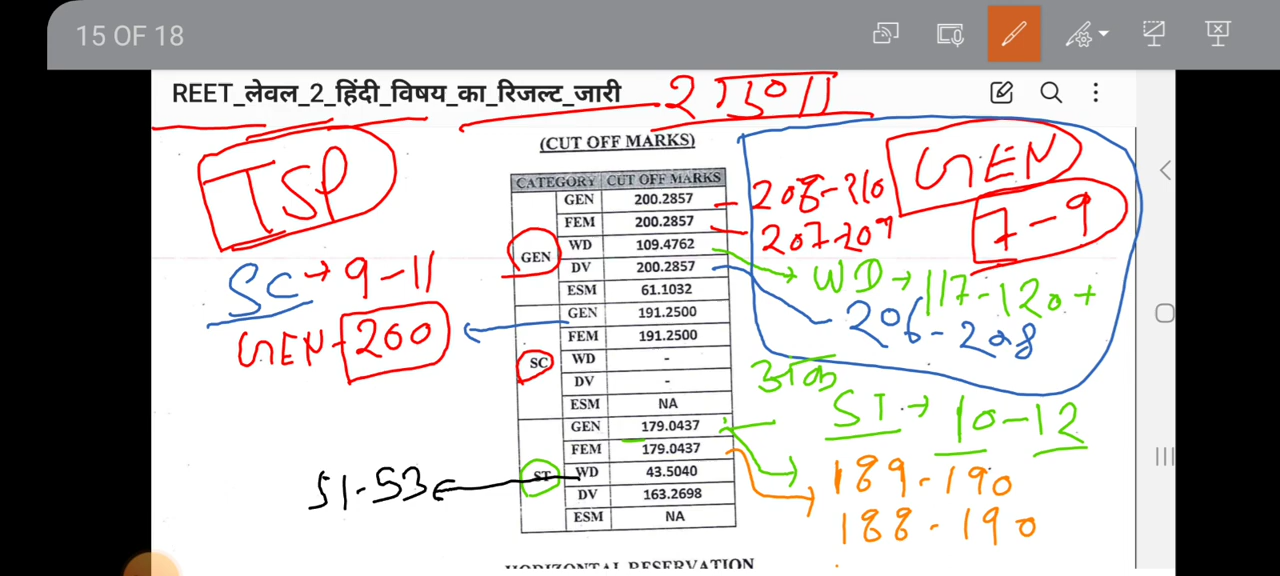 15 OF 18
REET_लेवल_2_हिंदी_विषय_का_रिजल्ट_जारी
2 गुना
TSP
(CUT OFF MARKS)
CATEGORY CUT OFF MARKS
GEN
GEN 200.2857
FEM 200.2857
WD 109.4762
DV 200.2857
ESM 61.1032
SC
GEN 191.2500
FEM 191.2500
WD -
DV -
ESM NA
ST
GEN 179.0437
FEM 179.0437
WD 43.5040
DV 163.2698
ESM NA
HORIZONTAL RESERVATION
208-210
207-209
GEN
7-9
WD → 117-120+
206-208
SC → 9-11
GEN-200
अंक
ST → 10-12
189-190
188-190
51-53